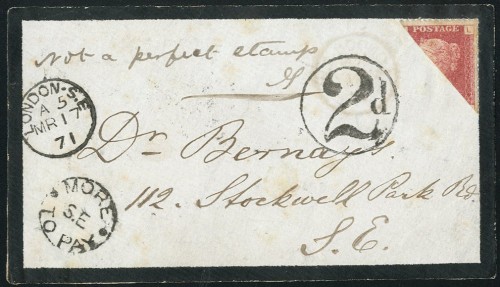 Not a perfect stamp
POSTAGE
L
2d
LONDON·S.E
A 5
MR 17
71
Dr Bernays
112. Stockwell Park Rd.
S.E.
MORE
S.E
TO PAY